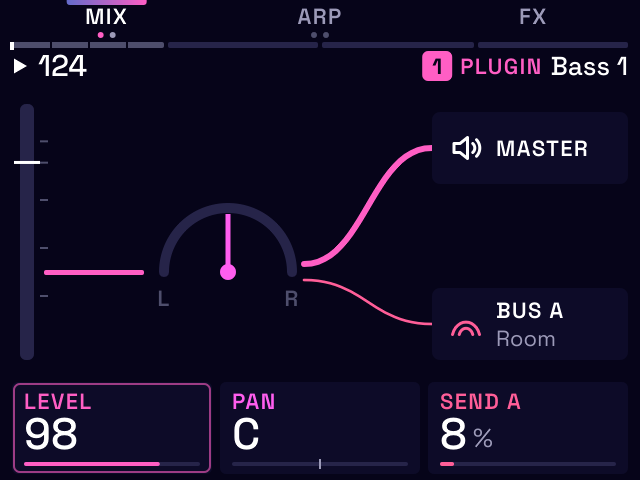 MIX ARP FX
124 1 PLUGIN Bass 1
MASTER
L R
BUS A
Room
LEVEL PAN SEND A
98 C 8 %